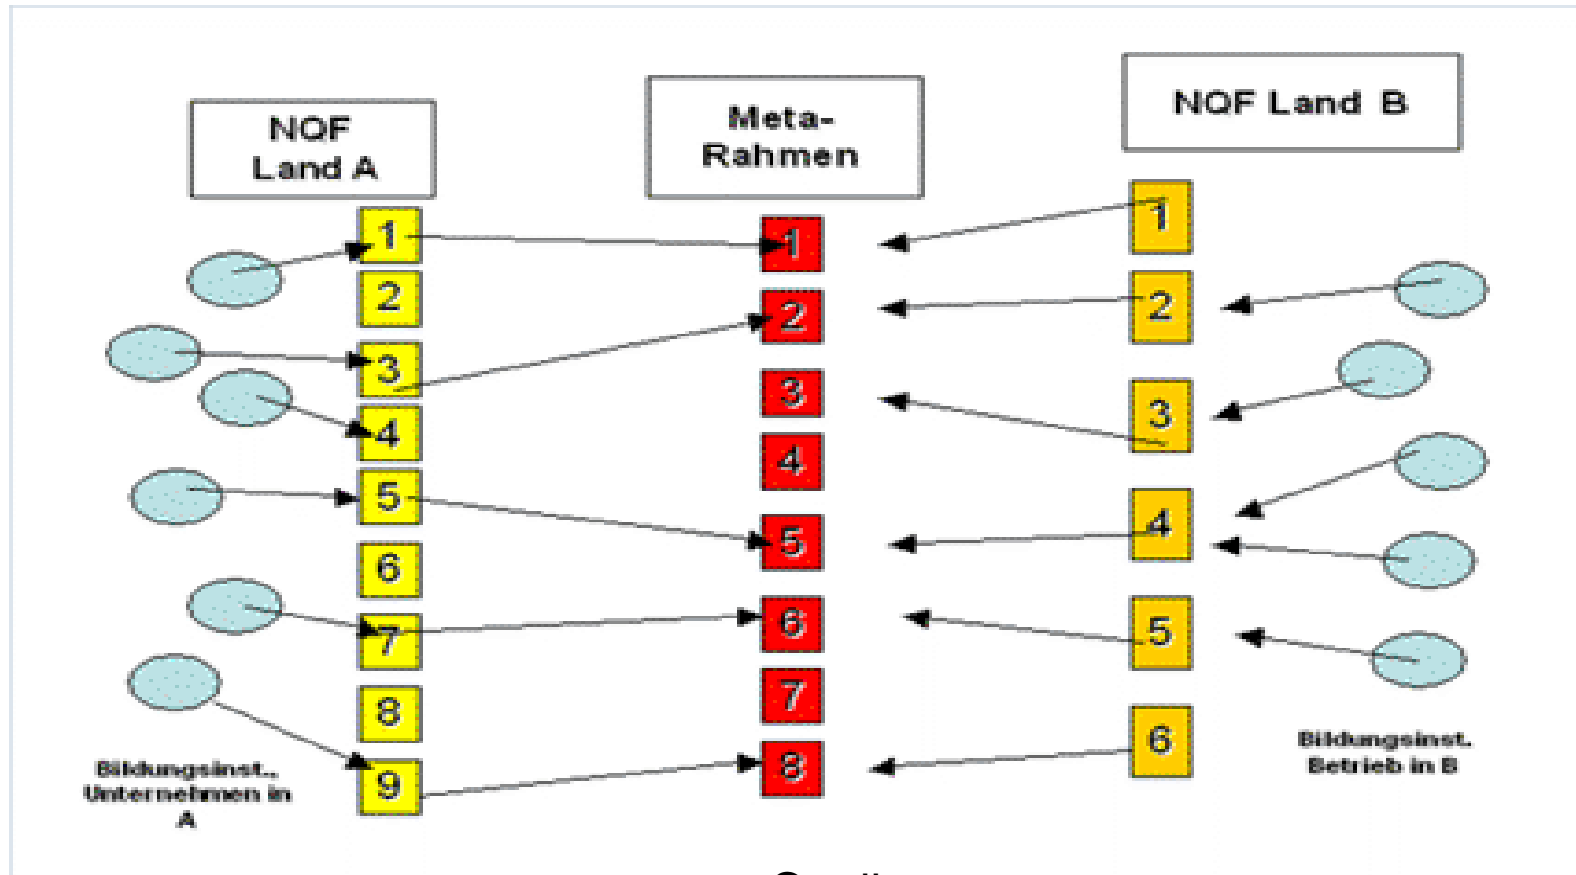 NQF
Land A
Meta-
Rahmen
NQF Land B
1
2
3
4
5
6
7
8
9
1
2
3
4
5
6
7
8
1
2
3
4
5
6
Bildungsinst.,
Unternehmen in
A
Bildungsinst.
Betrieb in B